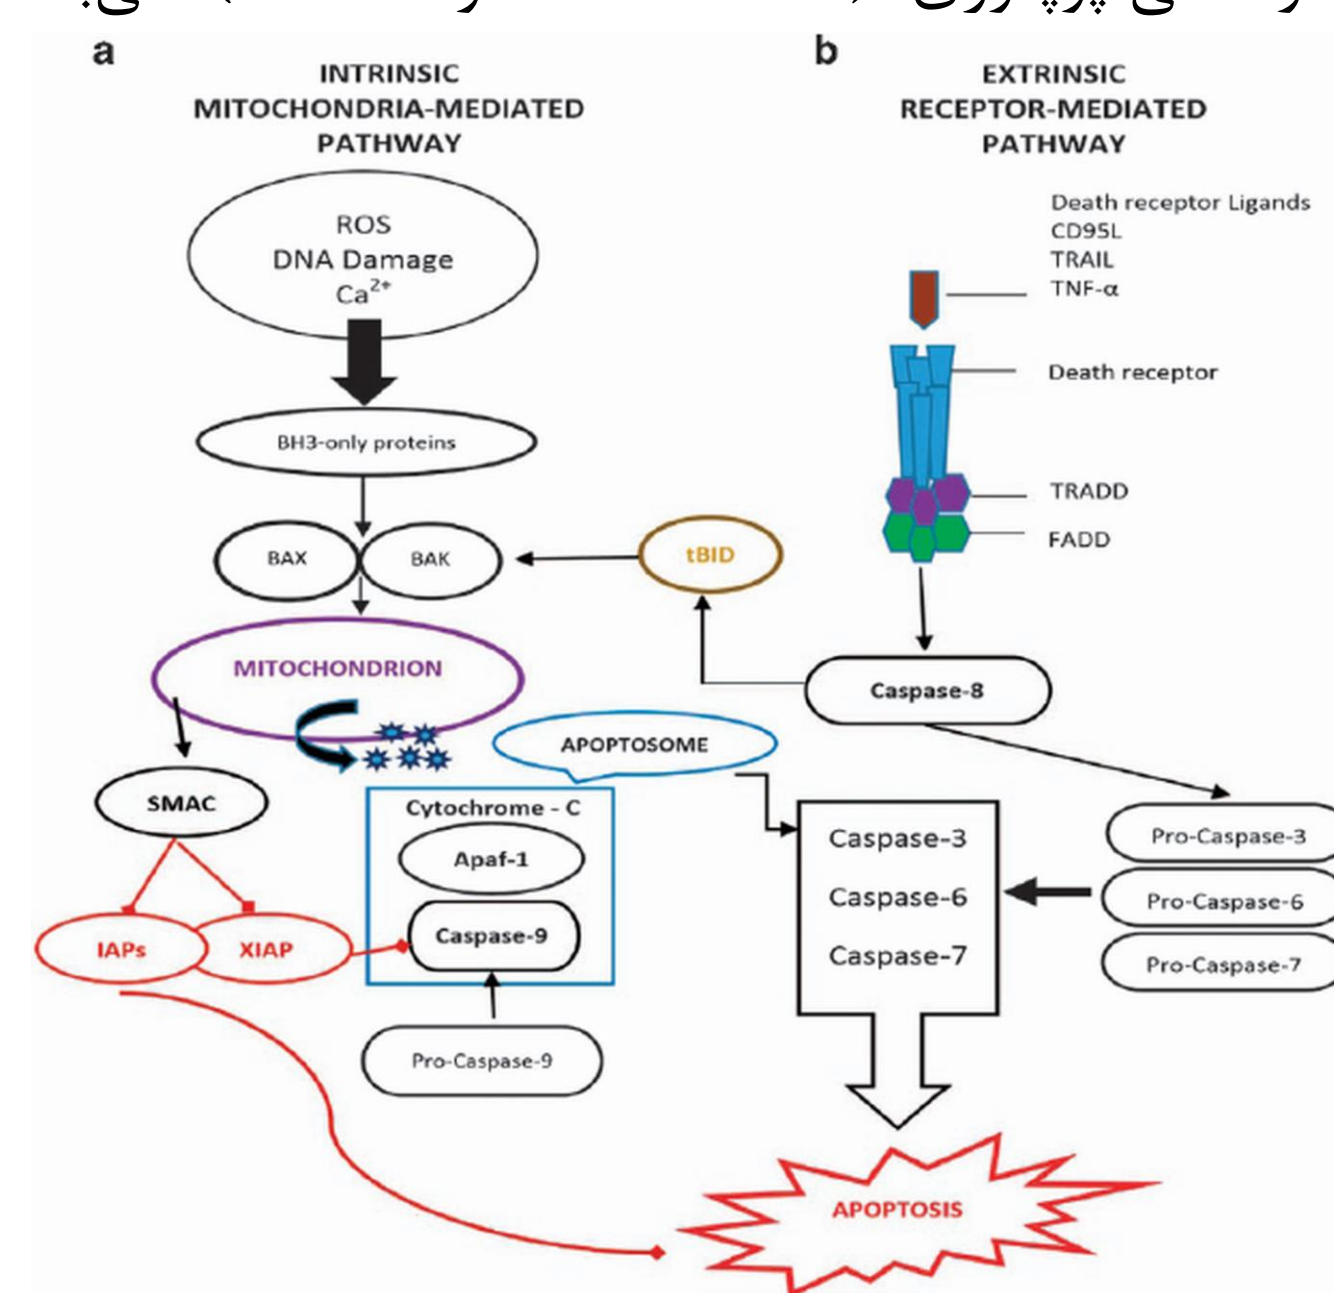 a
INTRINSIC
MITOCHONDRIA-MEDIATED
PATHWAY
ROS
DNA Damage
Ca²⁺
BH3-only proteins
BAX
BAK
tBID
MITOCHONDRION
APOPTOSOME
SMAC
Cytochrome - C
Apaf-1
Caspase-9
IAPs
XIAP
Pro-Caspase-9
b
EXTRINSIC
RECEPTOR-MEDIATED
PATHWAY
Death receptor Ligands
CD95L
TRAIL
TNF-α
Death receptor
TRADD
FADD
Caspase-8
Caspase-3
Caspase-6
Caspase-7
Pro-Caspase-3
Pro-Caspase-6
Pro-Caspase-7
APOPTOSIS